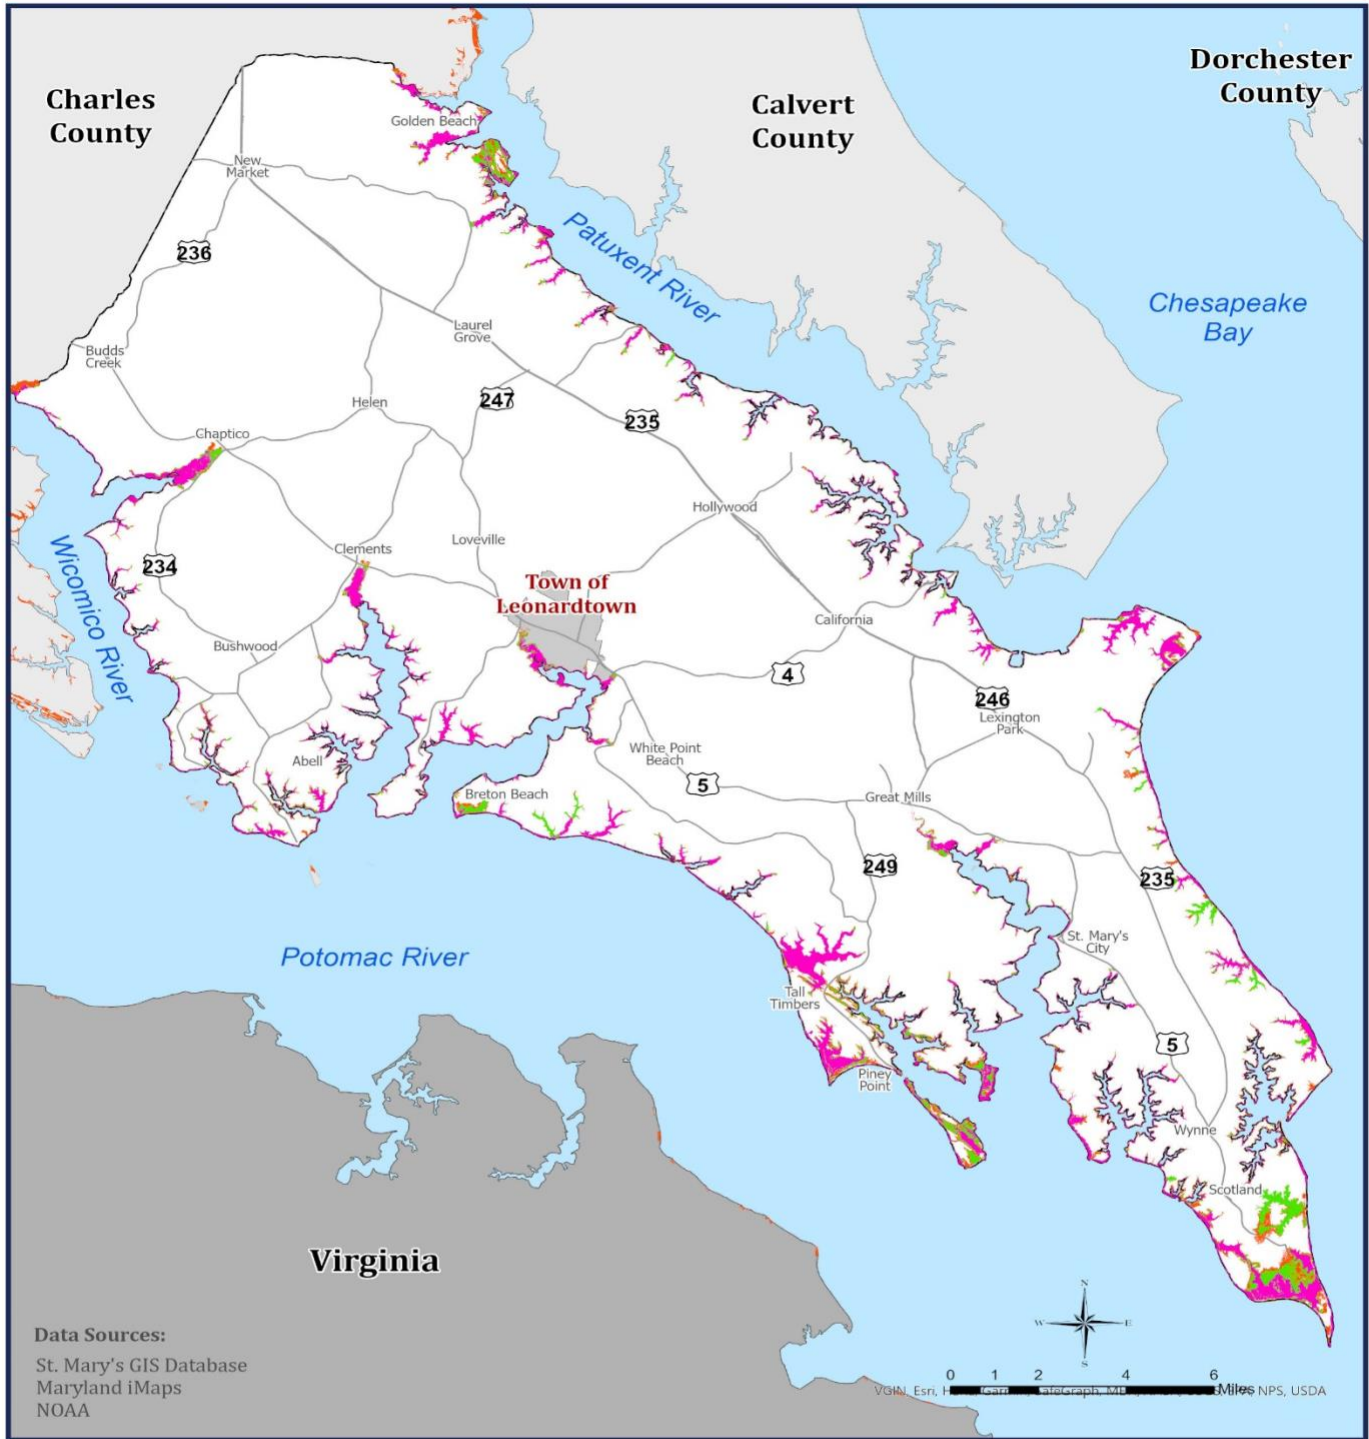 Charles
County
Golden Beach
Calvert
County
Dorchester
County
New
Market
236
Patuxent River
Chesapeake
Bay
Laurel
Grove
Budds
Creek
247
Helen
235
Chaptico
Hollywood
Loveville
Clements
Wicomico River
234
Town of
Leonardtown
California
Bushwood
4
246
Lexington
Park
White Point
Beach
Abell
5
Breton Beach
Great Mills
249
235
St. Mary's
City
Potomac River
Tall
Timbers
5
Piney
Point
Wynne
Scotland
Virginia
N
W E
S
Data Sources:
St. Mary's GIS Database
Maryland iMaps
NOAA
0 1 2 4 6
Miles
VGIN, Esri, SafeGraph, NPS, USDA